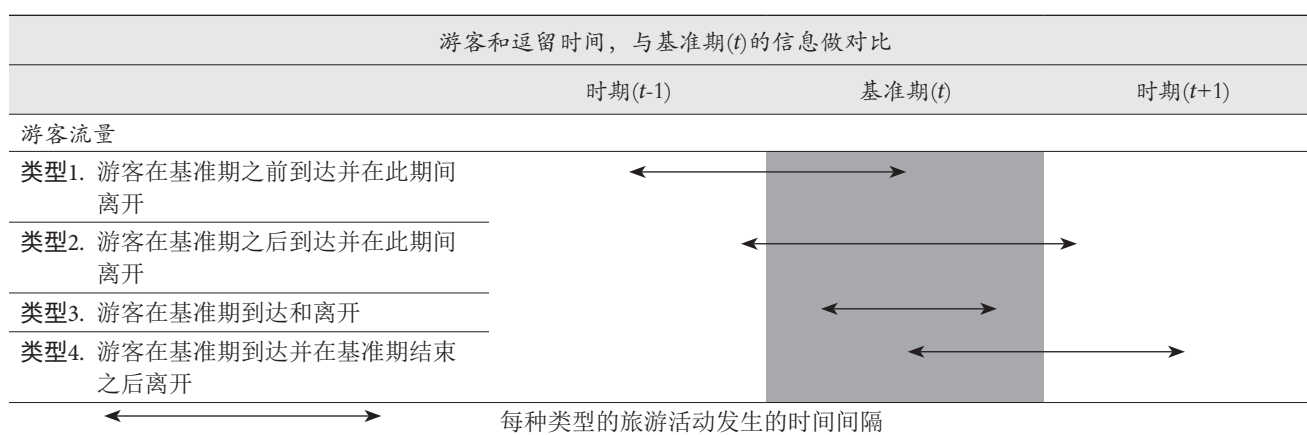 游客和逗留时间，与基准期(t)的信息做对比
时期(t-1) 基准期(t) 时期(t+1)
游客流量
类型1. 游客在基准期之前到达并在此期间
离开
类型2. 游客在基准期之后到达并在此期间
离开
类型3. 游客在基准期到达和离开
类型4. 游客在基准期到达并在基准期结束
之后离开
每种类型的旅游活动发生的时间间隔